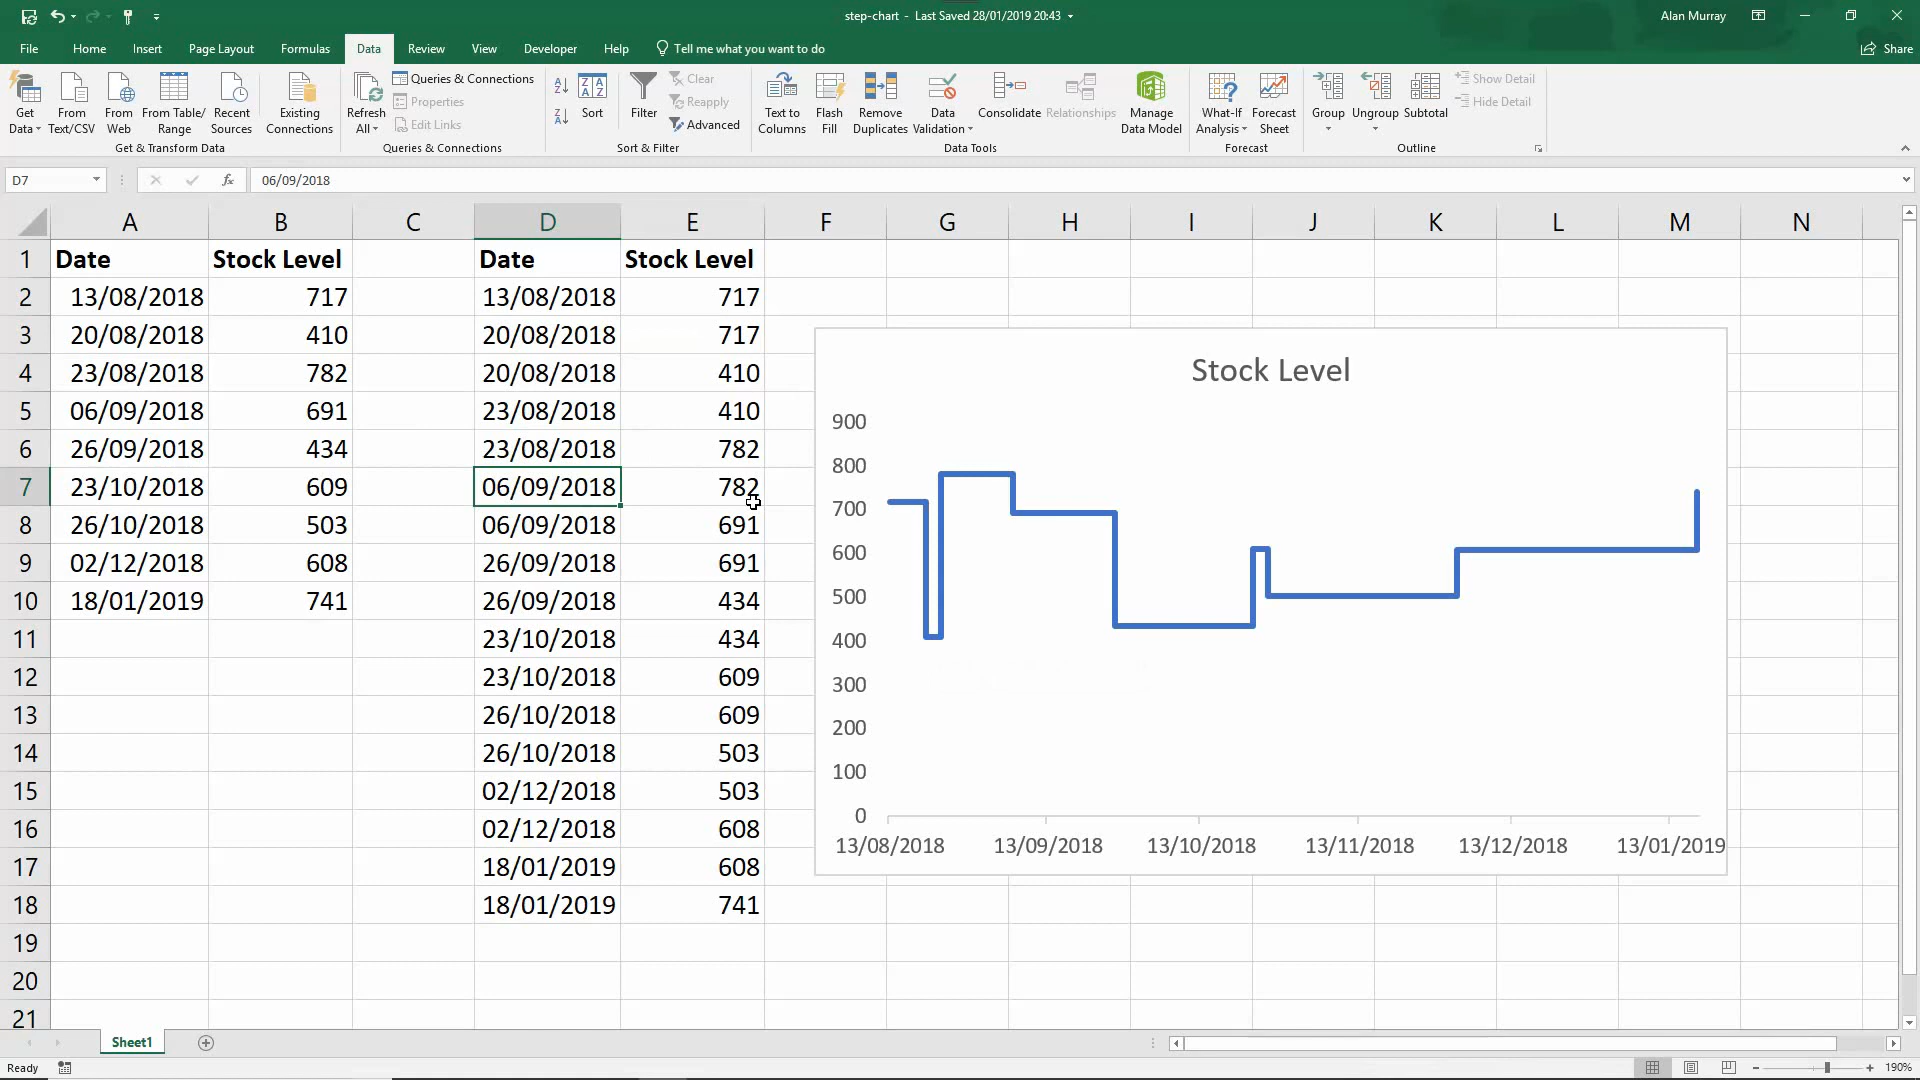 step-chart - Last Saved 28/01/2019 20:43
Alan Murray
File Home Insert Page Layout Formulas Data Review View Developer Help Tell me what you want to do Share
Get Data
From Text/CSV
From Web
From Table/ Range
Recent Sources
Existing Connections
Get & Transform Data
Refresh All
Queries & Connections
Properties
Edit Links
Queries & Connections
Sort
Filter
Clear
Reapply
Advanced
Sort & Filter
Text to Columns
Flash Fill
Remove Duplicates
Data Validation
Consolidate
Relationships
Manage Data Model
Data Tools
What-If Analysis
Forecast Sheet
Forecast
Group
Ungroup
Subtotal
Show Detail
Hide Detail
Outline
D7 fx 06/09/2018
A B C D E F G H I J K L M N
1 Date Stock Level Date Stock Level
2 13/08/2018 717 13/08/2018 717
3 20/08/2018 410 20/08/2018 717
4 23/08/2018 782 20/08/2018 410
5 06/09/2018 691 23/08/2018 410
6 26/09/2018 434 23/08/2018 782
7 23/10/2018 609 06/09/2018 782
8 26/10/2018 503 06/09/2018 691
9 02/12/2018 608 26/09/2018 691
10 18/01/2019 741 26/09/2018 434
11 23/10/2018 434
12 23/10/2018 609
13 26/10/2018 609
14 26/10/2018 503
15 02/12/2018 503
16 02/12/2018 608
17 18/01/2019 608
18 18/01/2019 741
19
20
21
Stock Level
900
800
700
600
500
400
300
200
100
0
13/08/2018 13/09/2018 13/10/2018 13/11/2018 13/12/2018 13/01/2019
Sheet1
Ready
190%